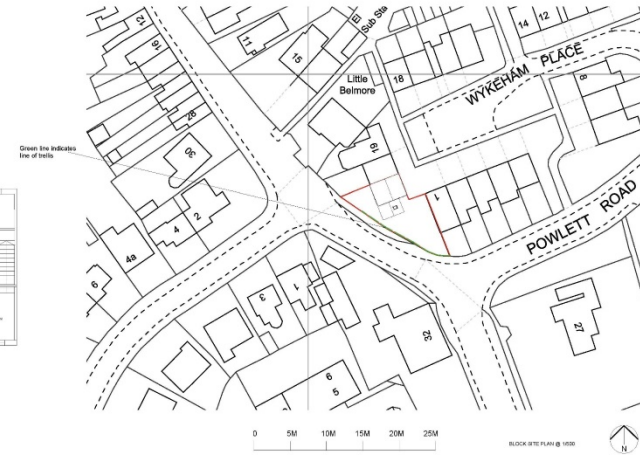 12
16
11
15
El
Sub Sta
14
12
WYKEHAM PLACE
Little
Belmore
18
8
28
Green line indicates
line of trellis
30
19
1
2
4
4a
POWLETT ROAD
6
3
1
32
27
6
5
0 5M 10M 15M 20M 25M
BLOCK SITE PLAN @ 1/500
N